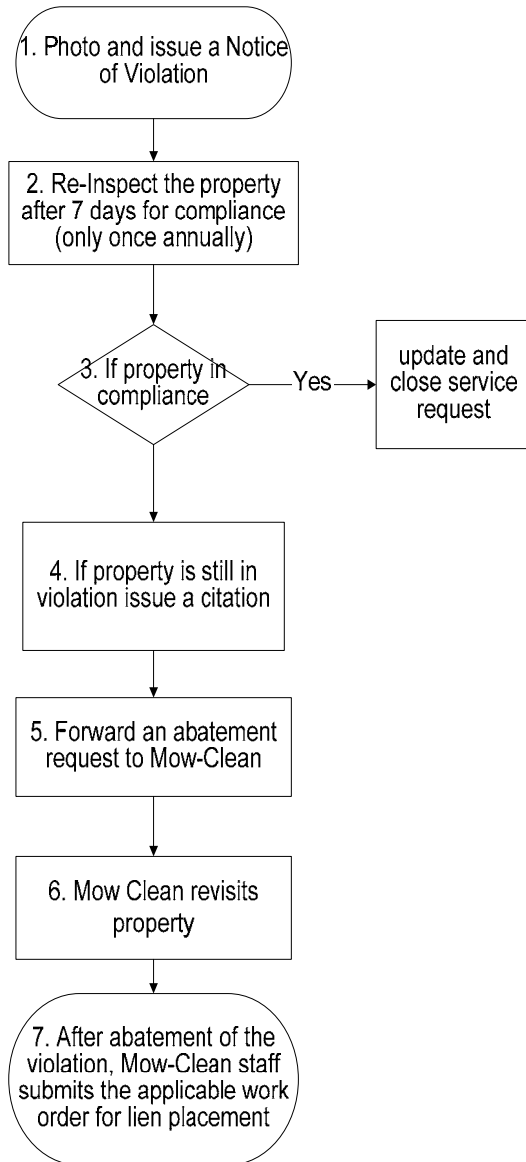 1. Photo and issue a Notice
of Violation
2. Re-Inspect the property
after 7 days for compliance
(only once annually)
3. If property in
compliance
Yes
update and
close service
request
4. If property is still in
violation issue a citation
5. Forward an abatement
request to Mow-Clean
6. Mow Clean revisits
property
7. After abatement of the
violation, Mow-Clean staff
submits the applicable work
order for lien placement